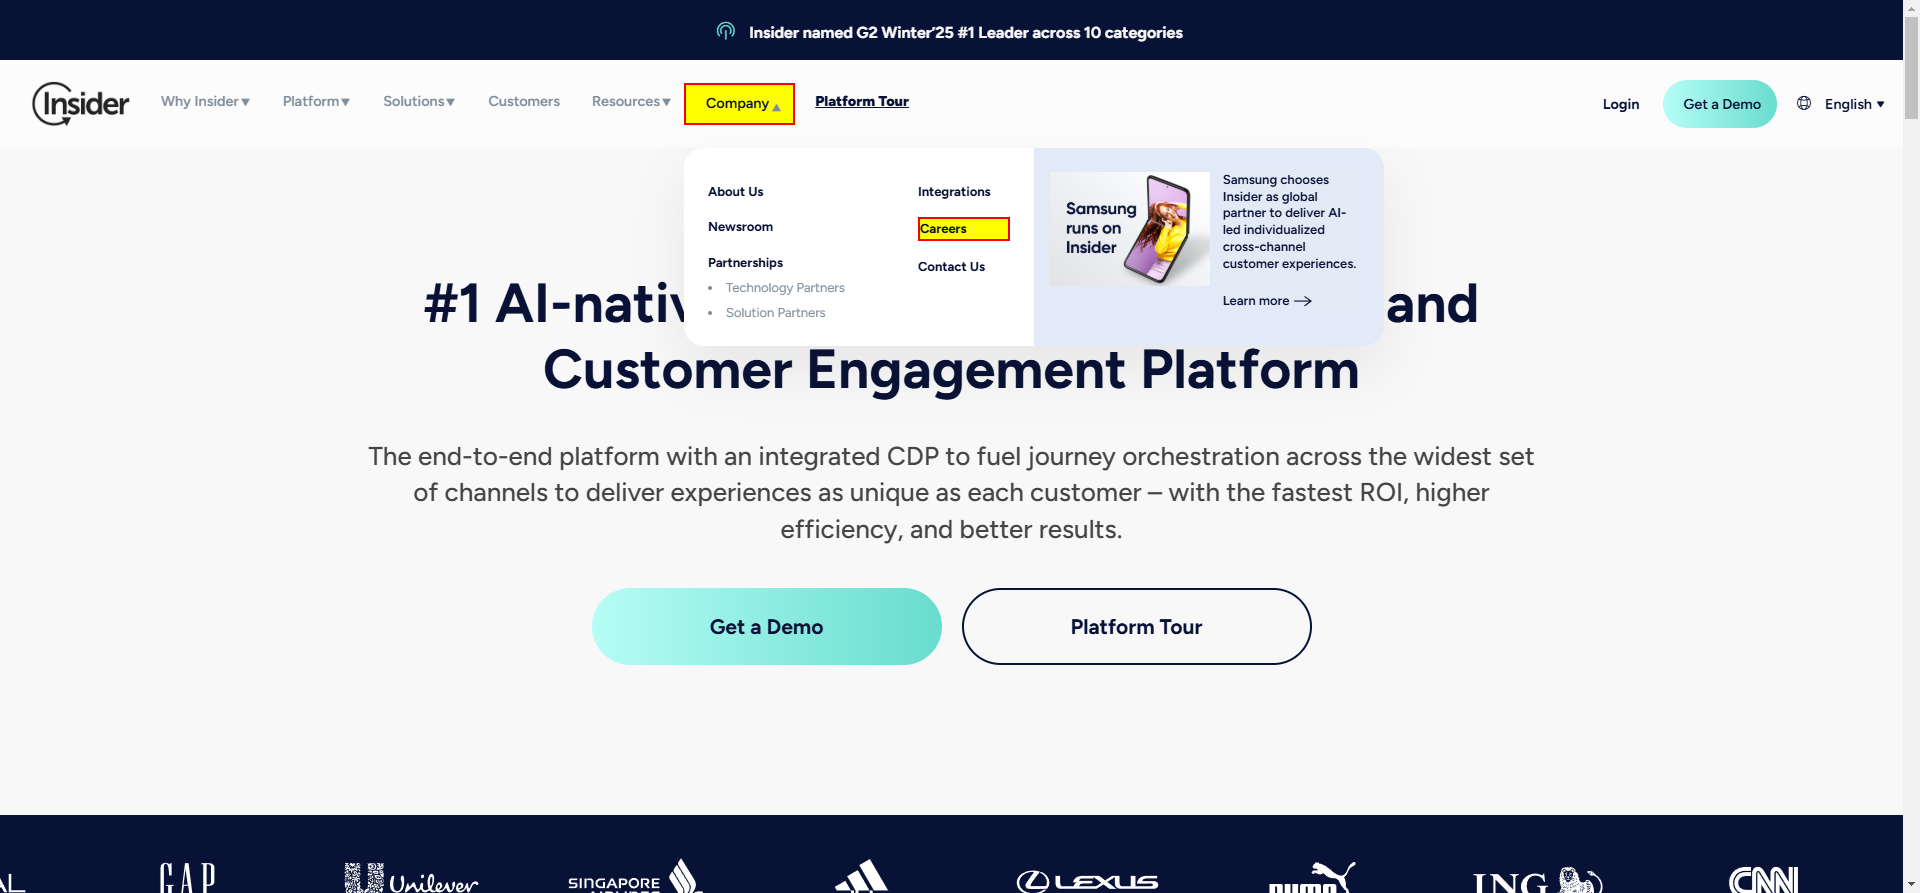 Insider named G2 Winter'25 #1 Leader across 10 categories
Insider
Why Insider
Platform
Solutions
Customers
Resources
Company
Platform Tour
Login
Get a Demo
English
About Us
Newsroom
Partnerships
• Technology Partners
• Solution Partners
Integrations
Careers
Contact Us
Samsung
runs on
Insider
Samsung chooses
Insider as global
partner to deliver AI-
led individualized
cross-channel
customer experiences.
Learn more
#1 AI-nativ and
Customer Engagement Platform
The end-to-end platform with an integrated CDP to fuel journey orchestration across the widest set
of channels to deliver experiences as unique as each customer – with the fastest ROI, higher
efficiency, and better results.
Get a Demo
Platform Tour
GAP
Unilever
SINGAPORE
LEXUS
PUMA
ING
CNN